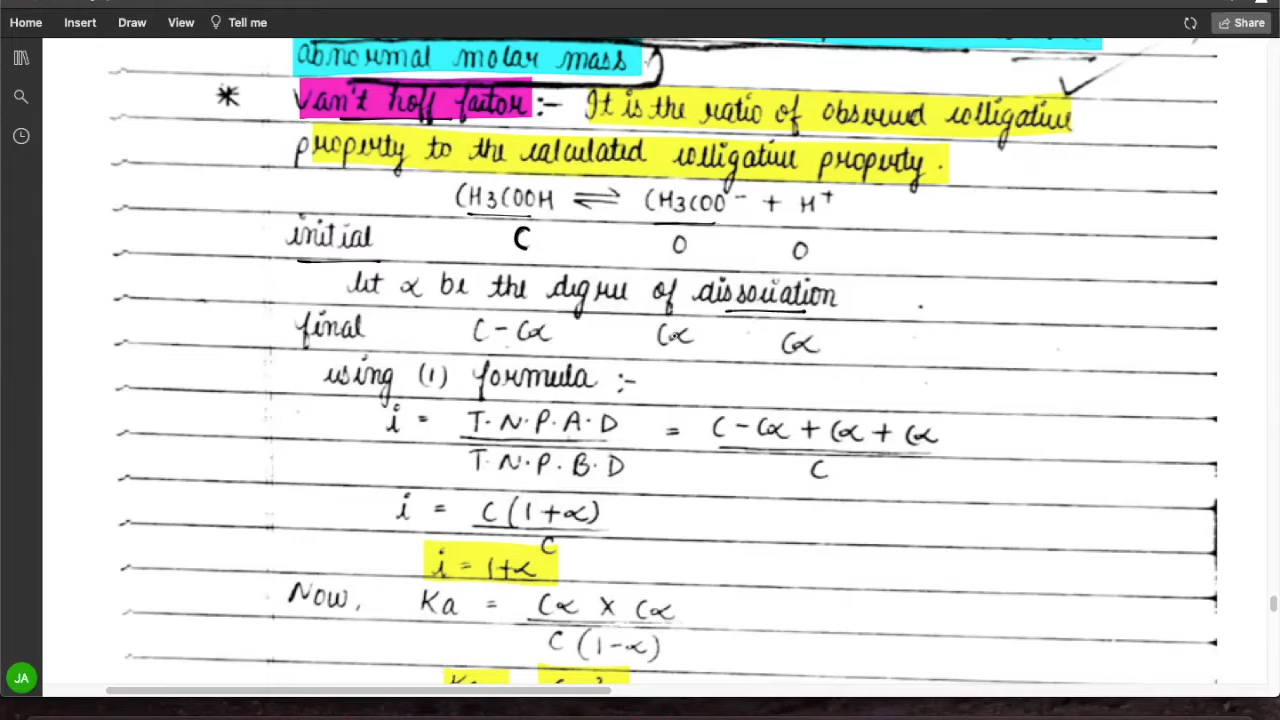 Home Insert Draw View Tell me Share
abnormal molar mass
* Van't hoff factor :- It is the ratio of observed colligative
property to the calculated colligative property.
CH3COOH ⇌ CH3COO⁻ + H⁺
initial C 0 0
let α be the degree of dissociation
final C-Cα Cα Cα
using (1) formula :-
i = T.N.P.A.D / T.N.P.B.D = C-Cα+Cα+Cα / C
i = C(1+α) / C
i = 1+α
Now, Ka = Cα X Cα / C(1-α)
JA